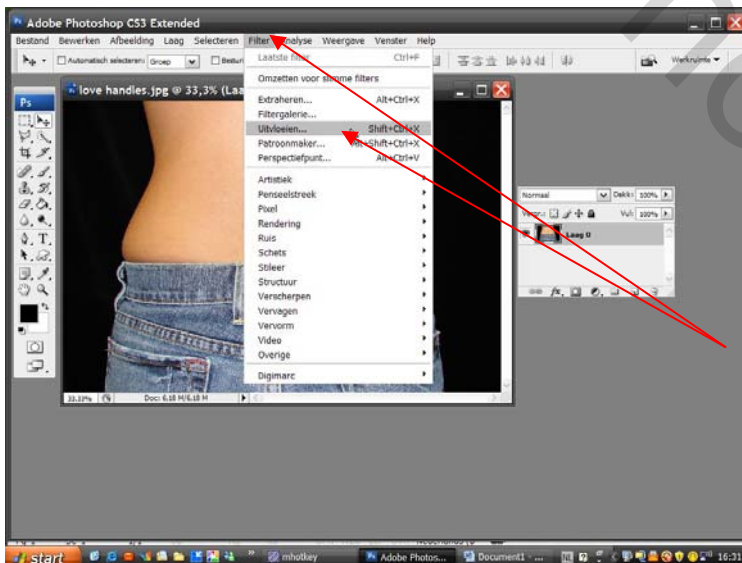 Adobe Photoshop CS3 Extended
Bestand Bewerken Afbeelding Laag Selecteren Filter Analyse Weergave Venster Help
Automatisch selecteren: Groep
Werkruimte
love handles.jpg @ 33,3%
Laatste filter Ctrl+F
Omzetten voor slimme filters
Extraheren... Alt+Ctrl+X
Filtergalerie...
Uitvloeien... Shift+Ctrl+X
Patroonmaker... Alt+Shift+Ctrl+X
Perspectiefpunt... Alt+Ctrl+V
Artistiek
Penseelstreek
Pixel
Rendering
Ruis
Schets
Stileer
Structuur
Verscherpen
Vervagen
Vervorm
Video
Overige
Digimarc
Ps
Normaal Dekk: 100%
Vul: 100%
Laag 0
33.33% Doc: 6,18 M/6,18 M
start mhotkey Adobe Photos... Document1 - ... 16:31